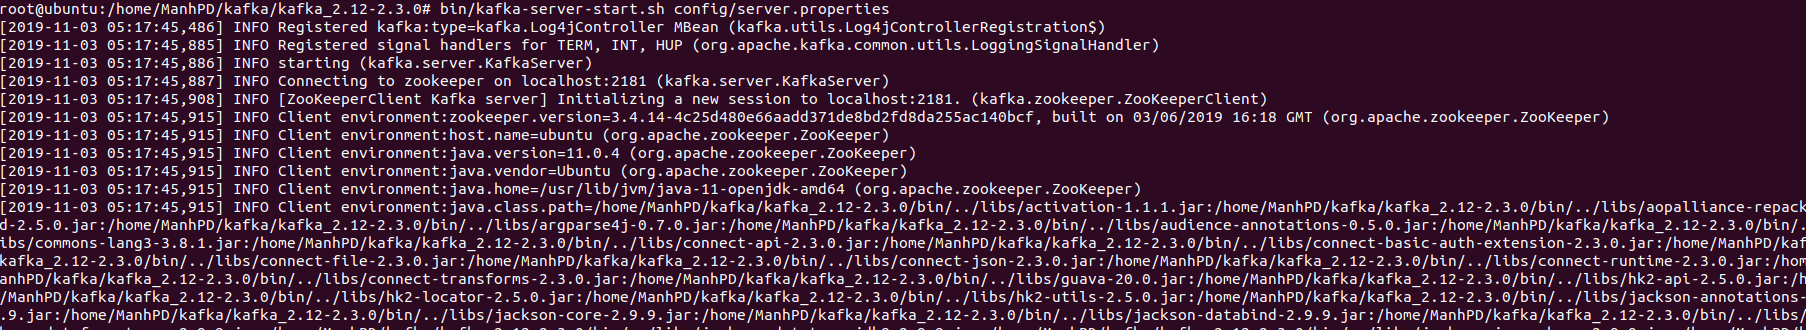 root@ubuntu:/home/ManhPD/kafka/kafka_2.12-2.3.0# bin/kafka-server-start.sh config/server.properties
[2019-11-03 05:17:45,486] INFO Registered kafka:type=kafka.Log4jController MBean (kafka.utils.Log4jControllerRegistration$)
[2019-11-03 05:17:45,885] INFO Registered signal handlers for TERM, INT, HUP (org.apache.kafka.common.utils.LoggingSignalHandler)
[2019-11-03 05:17:45,886] INFO starting (kafka.server.KafkaServer)
[2019-11-03 05:17:45,887] INFO Connecting to zookeeper on localhost:2181 (kafka.server.KafkaServer)
[2019-11-03 05:17:45,908] INFO [ZooKeeperClient Kafka server] Initializing a new session to localhost:2181. (kafka.zookeeper.ZooKeeperClient)
[2019-11-03 05:17:45,915] INFO Client environment:zookeeper.version=3.4.14-4c25d480e66aadd371de8bd2fd8da255ac140bcf, built on 03/06/2019 16:18 GMT (org.apache.zookeeper.ZooKeeper)
[2019-11-03 05:17:45,915] INFO Client environment:host.name=ubuntu (org.apache.zookeeper.ZooKeeper)
[2019-11-03 05:17:45,915] INFO Client environment:java.version=11.0.4 (org.apache.zookeeper.ZooKeeper)
[2019-11-03 05:17:45,915] INFO Client environment:java.vendor=Ubuntu (org.apache.zookeeper.ZooKeeper)
[2019-11-03 05:17:45,915] INFO Client environment:java.home=/usr/lib/jvm/java-11-openjdk-amd64 (org.apache.zookeeper.ZooKeeper)
[2019-11-03 05:17:45,915] INFO Client environment:java.class.path=/home/ManhPD/kafka/kafka_2.12-2.3.0/bin/../libs/activation-1.1.1.jar:/home/ManhPD/kafka/kafka_2.12-2.3.0/bin/../libs/aopalliance-repack
d-2.5.0.jar:/home/ManhPD/kafka/kafka_2.12-2.3.0/bin/../libs/argparse4j-0.7.0.jar:/home/ManhPD/kafka/kafka_2.12-2.3.0/bin/../libs/audience-annotations-0.5.0.jar:/home/ManhPD/kafka/kafka_2.12-2.3.0/bin/.
ibs/commons-lang3-3.8.1.jar:/home/ManhPD/kafka/kafka_2.12-2.3.0/bin/../libs/connect-api-2.3.0.jar:/home/ManhPD/kafka/kafka_2.12-2.3.0/bin/../libs/connect-basic-auth-extension-2.3.0.jar:/home/ManhPD/kaf
kafka_2.12-2.3.0/bin/../libs/connect-file-2.3.0.jar:/home/ManhPD/kafka/kafka_2.12-2.3.0/bin/../libs/connect-json-2.3.0.jar:/home/ManhPD/kafka/kafka_2.12-2.3.0/bin/../libs/connect-runtime-2.3.0.jar:/hom
anhPD/kafka/kafka_2.12-2.3.0/bin/../libs/connect-transforms-2.3.0.jar:/home/ManhPD/kafka/kafka_2.12-2.3.0/bin/../libs/guava-20.0.jar:/home/ManhPD/kafka/kafka_2.12-2.3.0/bin/../libs/hk2-api-2.5.0.jar:/h
/ManhPD/kafka/kafka_2.12-2.3.0/bin/../libs/hk2-locator-2.5.0.jar:/home/ManhPD/kafka/kafka_2.12-2.3.0/bin/../libs/hk2-utils-2.5.0.jar:/home/ManhPD/kafka/kafka_2.12-2.3.0/bin/../libs/jackson-annotations-
.9.jar:/home/ManhPD/kafka/kafka_2.12-2.3.0/bin/../libs/jackson-core-2.9.9.jar:/home/ManhPD/kafka/kafka_2.12-2.3.0/bin/../libs/jackson-databind-2.9.9.jar:/home/ManhPD/kafka/kafka_2.12-2.3.0/bin/../libs/